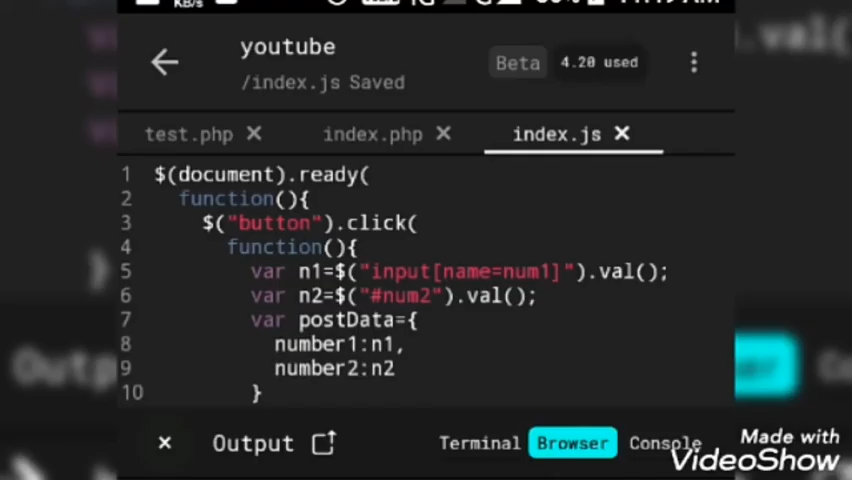 KB/s
youtube
/index.js Saved
Beta
4.20 used
test.php ×
index.php ×
index.js ×
1 $(document).ready(
2 function(){
3 $("button").click(
4 function(){
5 var n1=$("input[name=num1]").val();
6 var n2=$("#num2").val();
7 var postData={
8 number1:n1,
9 number2:n2
10 }
× Output
Terminal
Browser
Console
Made with
VideoShow